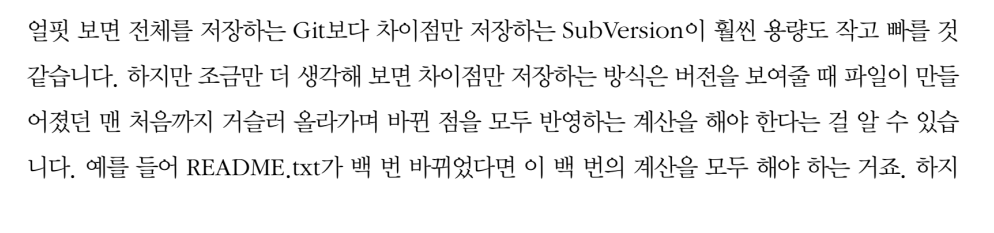 얼핏 보면 전체를 저장하는 Git보다 차이점만 저장하는 SubVersion이 훨씬 용량도 작고 빠를 것
같습니다. 하지만 조금만 더 생각해 보면 차이점만 저장하는 방식은 버전을 보여줄 때 파일이 만들
어졌던 맨 처음까지 거슬러 올라가며 바뀐 점을 모두 반영하는 계산을 해야 한다는 걸 알 수 있습
니다. 예를 들어 README.txt가 백 번 바뀌었다면 이 백 번의 계산을 모두 해야 하는 거죠. 하지